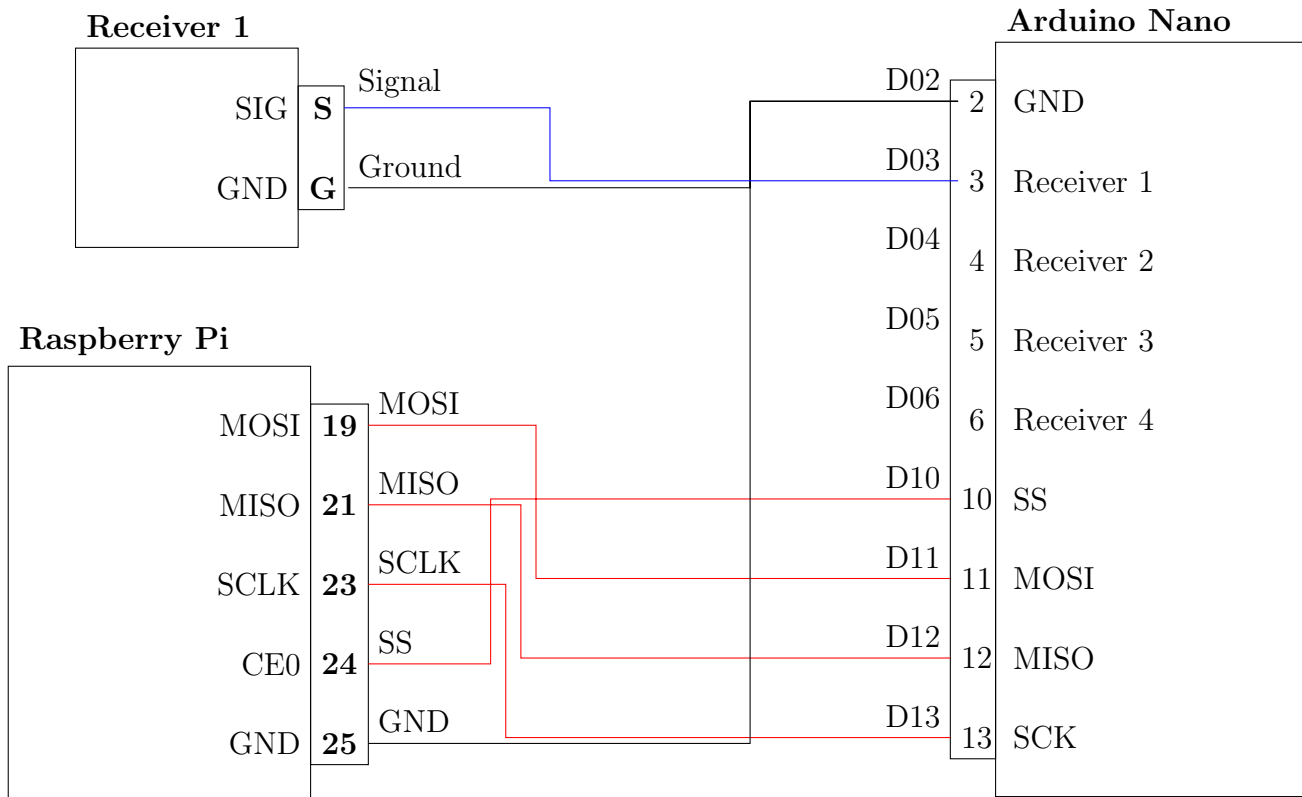 Receiver 1
SIG S Signal
GND G Ground
Raspberry Pi
MOSI 19 MOSI
MISO 21 MISO
SCLK 23 SCLK
CE0 24 SS
GND 25 GND
Arduino Nano
D02 2 GND
D03 3 Receiver 1
D04 4 Receiver 2
D05 5 Receiver 3
D06 6 Receiver 4
D10 10 SS
D11 11 MOSI
D12 12 MISO
D13 13 SCK